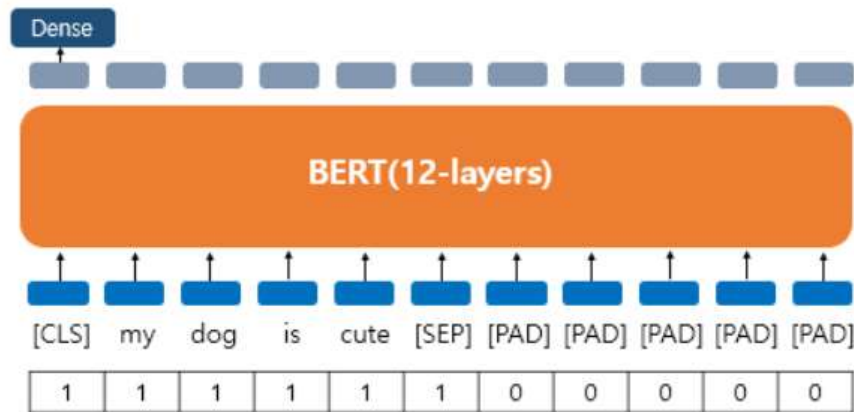 Dense
BERT(12-layers)
[CLS] my dog is cute [SEP] [PAD] [PAD] [PAD] [PAD] [PAD]
1 1 1 1 1 1 0 0 0 0 0